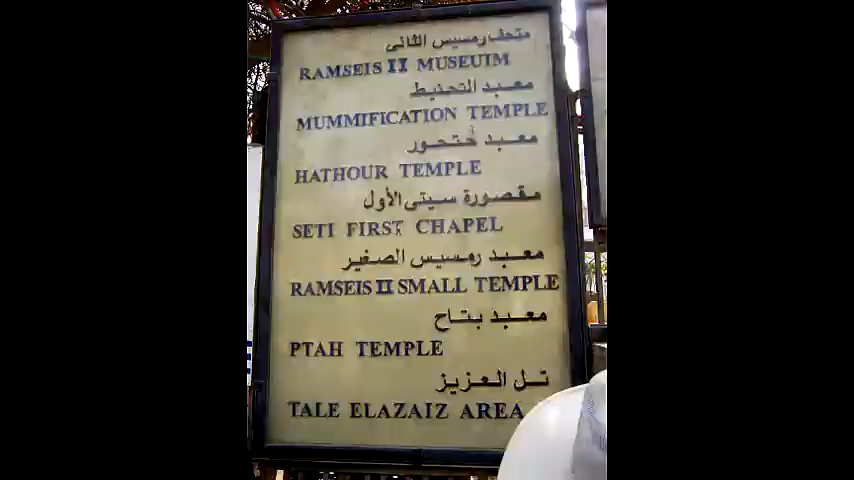 متحف رمسيس الثانى
RAMSEIS II MUSEUIM
معبد التحنيط
MUMMIFICATION TEMPLE
معبد حتحور
HATHOUR TEMPLE
مقصورة سيتى الأول
SETI FIRST CHAPEL
معبد رمسيس الصغير
RAMSEIS II SMALL TEMPLE
معبد بتاح
PTAH TEMPLE
تل العزيز
TALE ELAZAIZ AREA